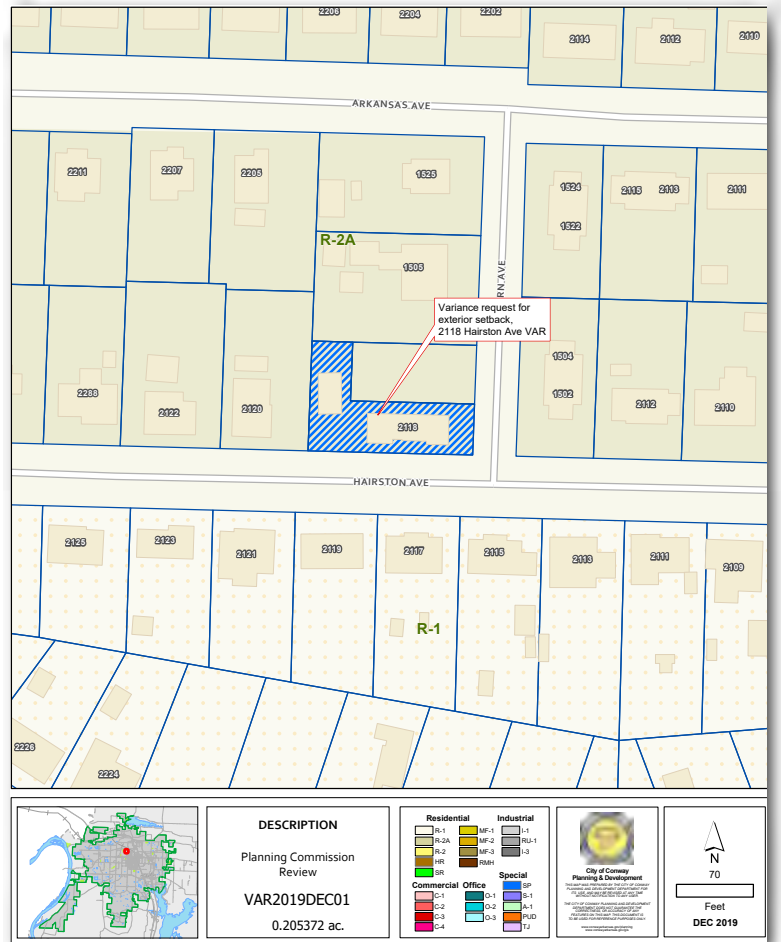 2206
2204
2202
2114
2112
2110
ARKANSAS AVE
2211
2207
2205
1525
1524
2115
2113
2111
1522
R-2A
1505
RN AVE
Variance request for
exterior setback,
2118 Hairston Ave VAR
1504
1502
2122
2120
2118
2112
2110
HAIRSTON AVE
2125
2123
2121
2119
2117
2115
2113
2111
2109
R-1
2226
2224
DESCRIPTION
Planning Commission
Review
VAR2019DEC01
0.205372 ac.
Residential
R-1
R-2A
R-2
HR
SR
MF-1
MF-2
MF-3
RMH
Industrial
I-1
RU-1
I-3
Commercial
C-1
C-2
C-3
C-4
Office
O-1
O-2
O-3
Special
SP
S-1
A-1
PUD
TJ
City of Conway
Planning & Development
N
70
Feet
DEC 2019